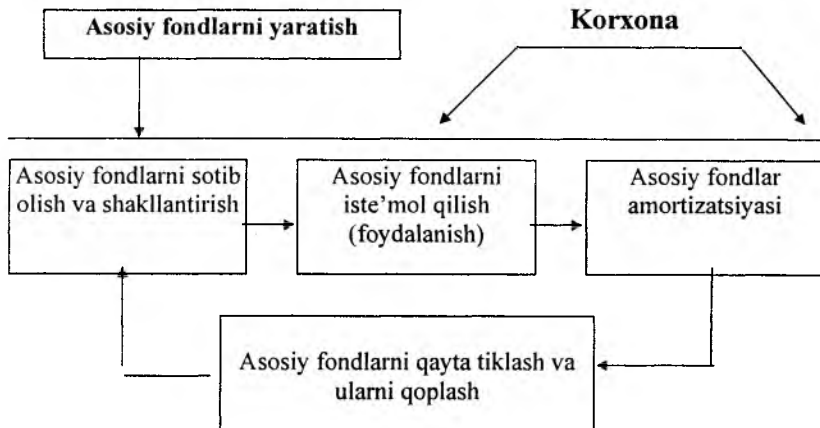 Asosiy fondlarni yaratish
Korxona
Asosiy fondlarni sotib
olish va shakllantirish
Asosiy fondlarni
iste’mol qilish
(foydalanish)
Asosiy fondlar
amortizatsiyasi
Asosiy fondlarni qayta tiklash va
ularni qoplash